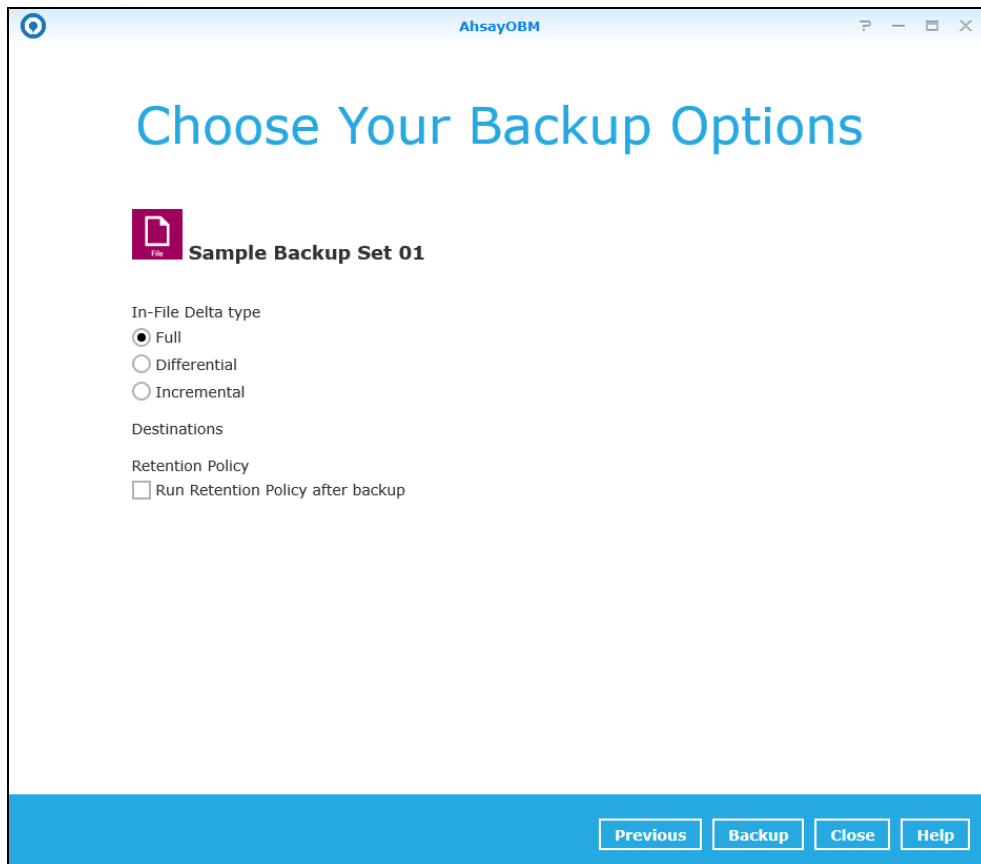 AhsayOBM
Choose Your Backup Options
File
Sample Backup Set 01
In-File Delta type
Full
Differential
Incremental
Destinations
Retention Policy
Run Retention Policy after backup
Previous Backup Close Help